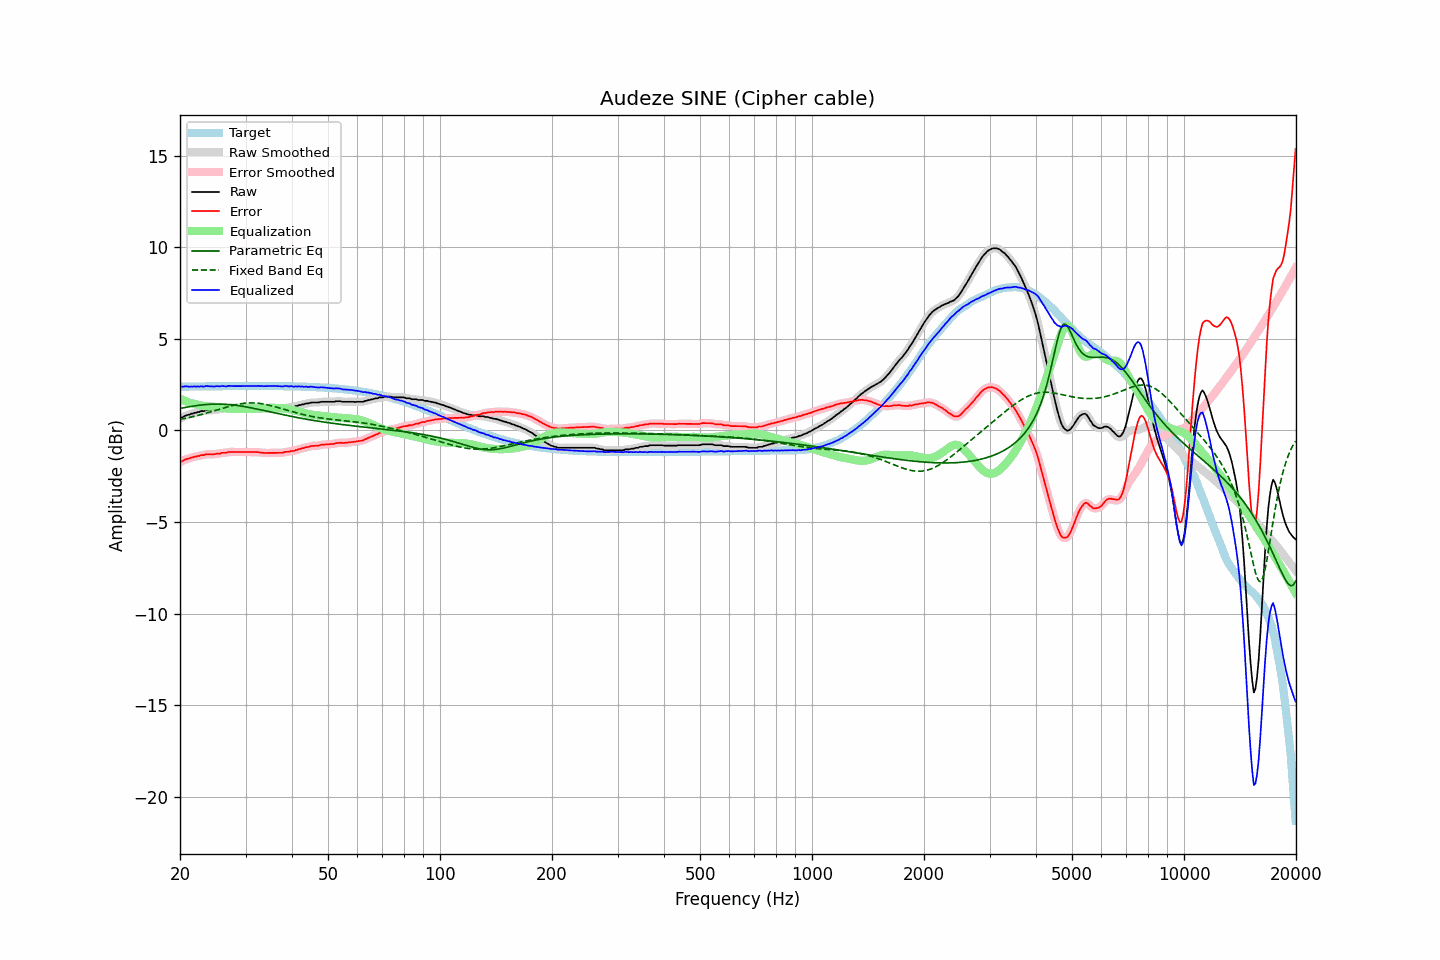 Audeze SINE (Cipher cable)
Target
Raw Smoothed
Error Smoothed
Raw
Error
Equalization
Parametric Eq
Fixed Band Eq
Equalized
15
10
5
0
−5
−10
−15
−20
Amplitude (dBr)
20 50 100 200 500 1000 2000 5000 10000 20000
Frequency (Hz)